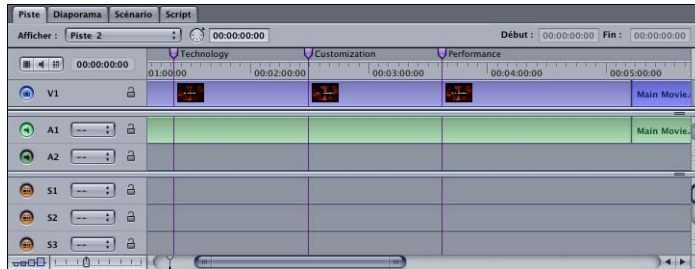 Piste Diaporama Scénario Script
Afficher : Piste 2 00:00:00:00 Début : 00:00:00:00 Fin : 00:00:00:00
Technology Customization Performance
00:00:00:00 01:00:00 00:02:00:00 00:03:00:00 00:04:00:00 00:05:00:00
V1 Main Movie.
A1 -- Main Movie.
A2 --
S1 --
S2 --
S3 --